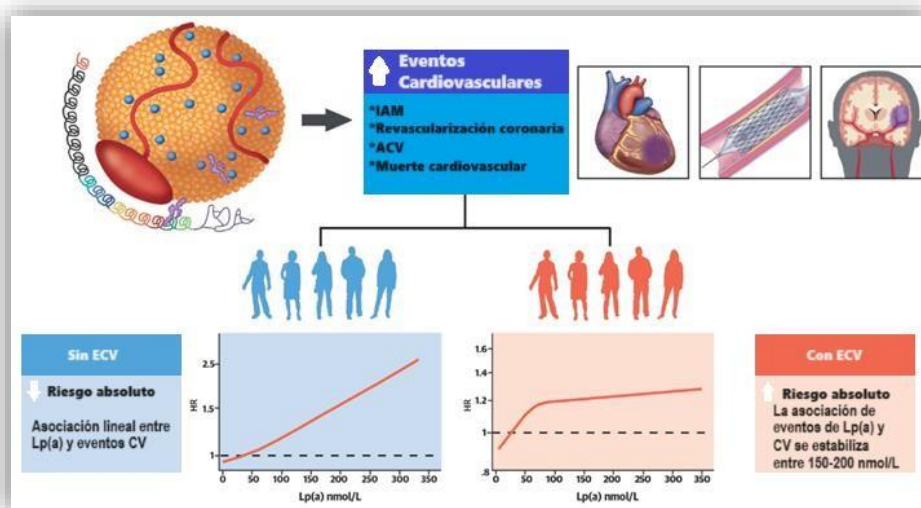 Eventos
Cardiovasculares
*IAM
*Revascularización coronaria
*ACV
*Muerte cardiovascular
Sin ECV
Riesgo absoluto
Asociación lineal entre
Lp(a) y eventos CV
2.5
1.5
1
HR
0 50 100 150 200 250 300 350
Lp(a) nmol/L
1.6
1.4
1.2
1
.8
HR
0 50 100 150 200 250 300 350
Lp(a) nmol/L
Con ECV
Riesgo absoluto
La asociación de
eventos de Lp(a) y
CV se estabiliza
entre 150-200 nmol/L